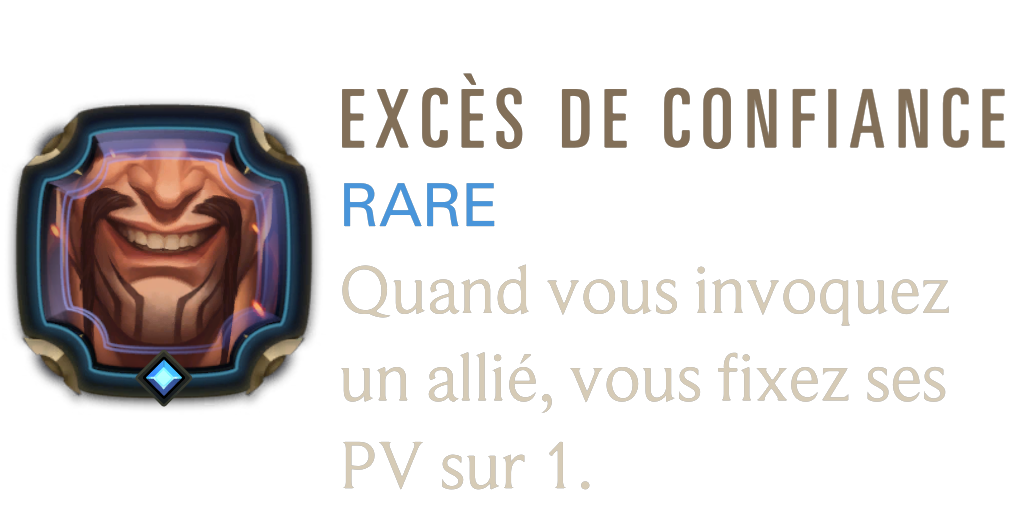 EXCÈS DE CONFIANCE
RARE
Quand vous invoquez
un allié, vous fixez ses
PV sur 1.